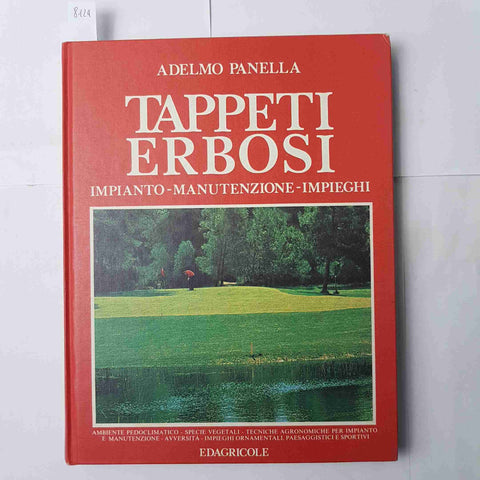 8124
ADELMO PANELLA
TAPPETI
ERBOSI
IMPIANTO-MANUTENZIONE-IMPIEGHI
AMBIENTE PEDOCLIMATICO - SPECIE VEGETALI - TECNICHE AGRONOMICHE PER IMPIANTO
E MANUTENZIONE - AVVERSITA - IMPIEGHI ORNAMENTALI, PAESAGGISTICI E SPORTIVI
EDAGRICOLE